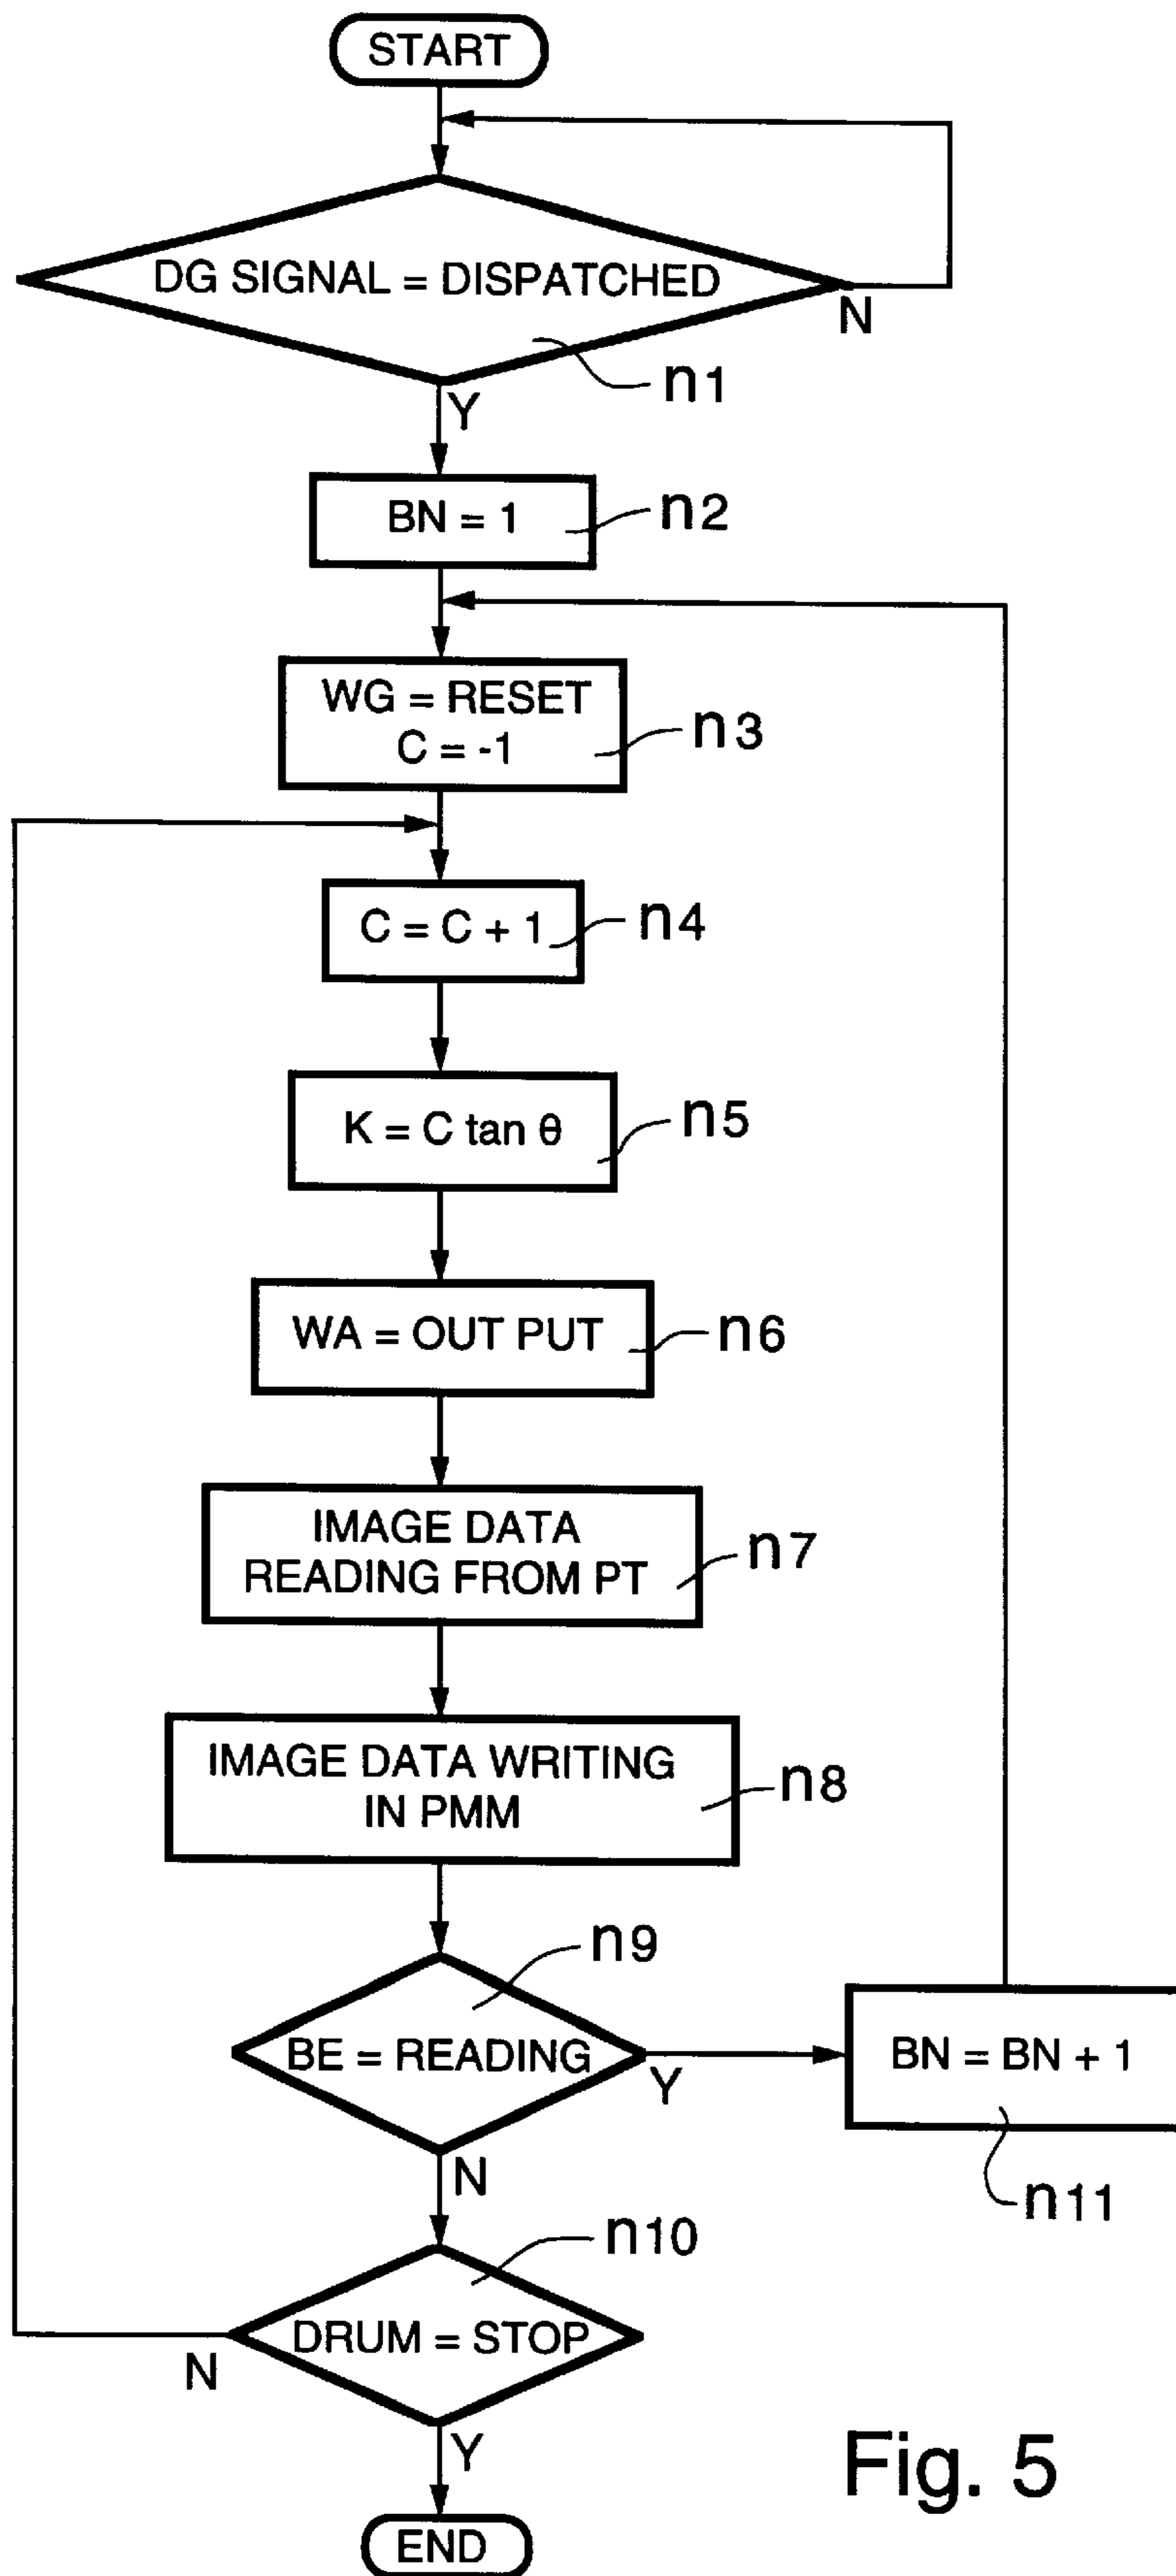 START
DG SIGNAL = DISPATCHED
N
n1
Y
BN = 1
n2
WG = RESET
C = -1
n3
C = C + 1
n4
K = C tan θ
n5
WA = OUT PUT
n6
IMAGE DATA
READING FROM PT
n7
IMAGE DATA WRITING
IN PMM
n8
n9
BE = READING
Y
BN = BN + 1
n11
N
n10
DRUM = STOP
N
Y
END
Fig. 5